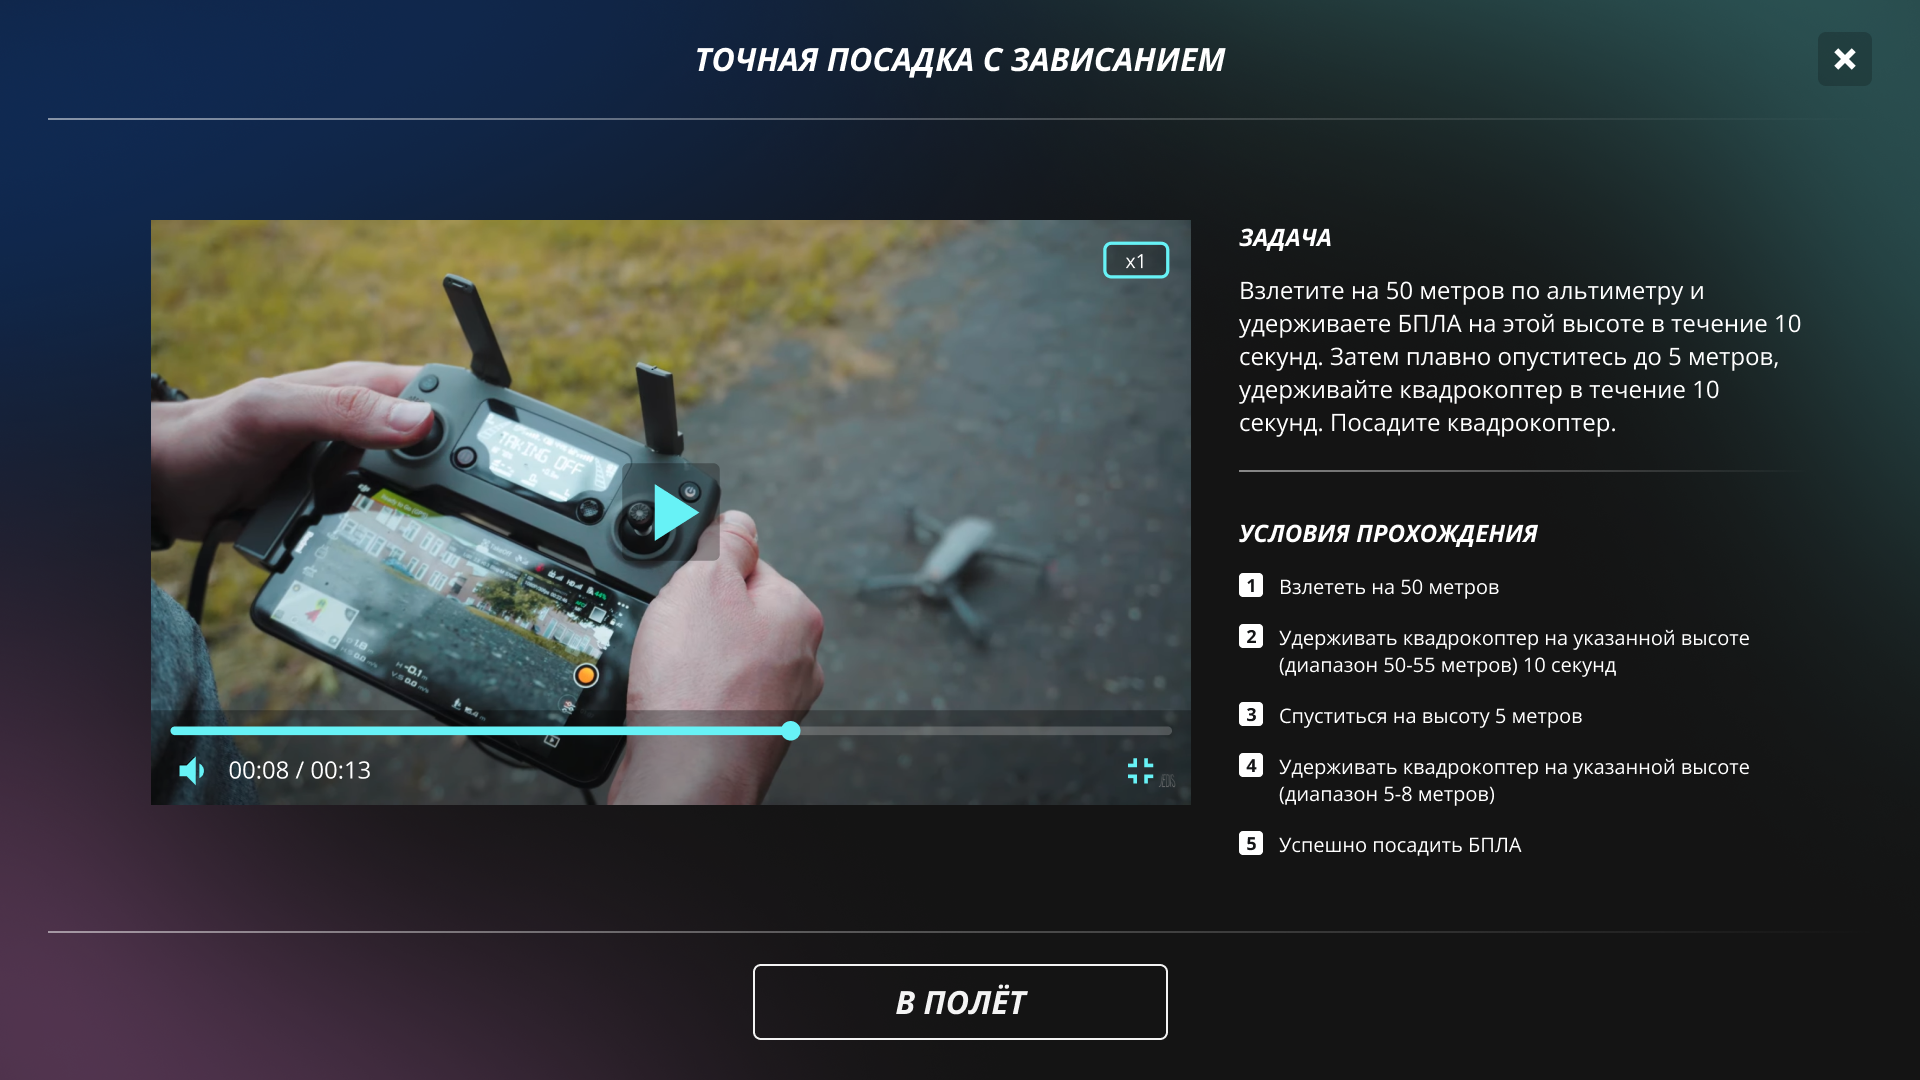 ТОЧНАЯ ПОСАДКА С ЗАВИСАНИЕМ
x1
TAKING OFF
00:08 / 00:13
ЗАДАЧА
Взлетите на 50 метров по альтиметру и
удерживаете БПЛА на этой высоте в течение 10
секунд. Затем плавно опуститесь до 5 метров,
удерживайте квадрокоптер в течение 10
секунд. Посадите квадрокоптер.
УСЛОВИЯ ПРОХОЖДЕНИЯ
1 Взлететь на 50 метров
2 Удерживать квадрокоптер на указанной высоте
(диапазон 50-55 метров) 10 секунд
3 Спуститься на высоту 5 метров
4 Удерживать квадрокоптер на указанной высоте
(диапазон 5-8 метров)
5 Успешно посадить БПЛА
В ПОЛЁТ